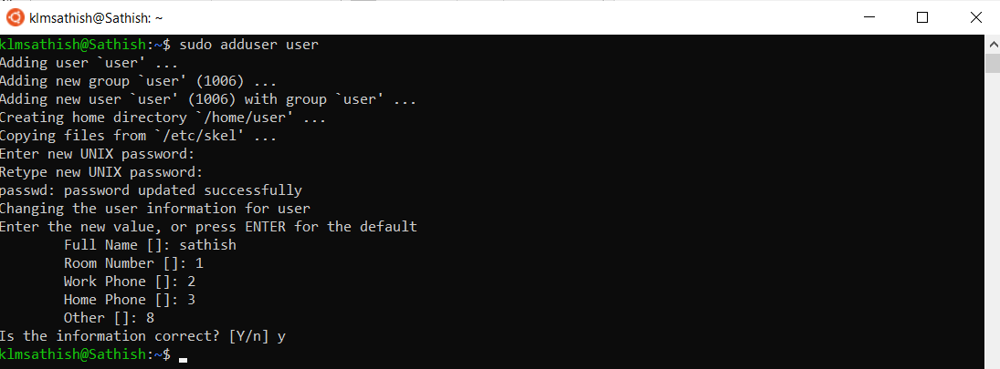 klmsathish@Sathish: ~
klmsathish@Sathish:~$ sudo adduser user
Adding user `user' ...
Adding new group `user' (1006) ...
Adding new user `user' (1006) with group `user' ...
Creating home directory `/home/user' ...
Copying files from `/etc/skel' ...
Enter new UNIX password:
Retype new UNIX password:
passwd: password updated successfully
Changing the user information for user
Enter the new value, or press ENTER for the default
        Full Name []: sathish
        Room Number []: 1
        Work Phone []: 2
        Home Phone []: 3
        Other []: 8
Is the information correct? [Y/n] y
klmsathish@Sathish:~$